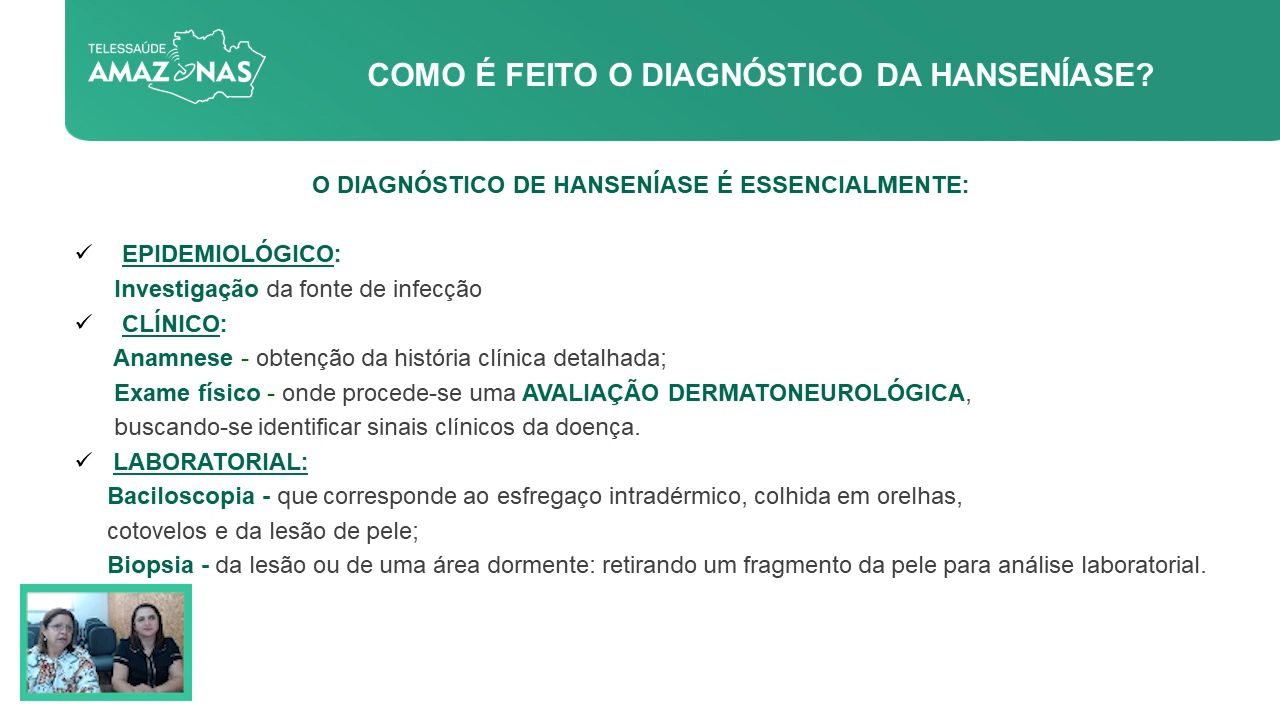 TELESSAÚDE
AMAZONAS
COMO É FEITO O DIAGNÓSTICO DA HANSENÍASE?
O DIAGNÓSTICO DE HANSENÍASE É ESSENCIALMENTE:
✓ EPIDEMIOLÓGICO:
Investigação da fonte de infecção
✓ CLÍNICO:
Anamnese - obtenção da história clínica detalhada;
Exame físico - onde procede-se uma AVALIAÇÃO DERMATONEUROLÓGICA,
buscando-se identificar sinais clínicos da doença.
✓ LABORATORIAL:
Baciloscopia - que corresponde ao esfregaço intradérmico, colhida em orelhas,
cotovelos e da lesão de pele;
Biopsia - da lesão ou de uma área dormente: retirando um fragmento da pele para análise laboratorial.